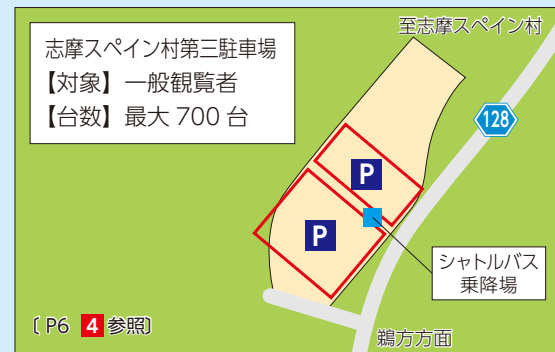 志摩スペイン村第三駐車場
【対象】一般観覧者
【台数】最大 700 台
至志摩スペイン村
128
P
P
シャトルバス
乗降場
〔 P6 4 参照〕
鵜方方面